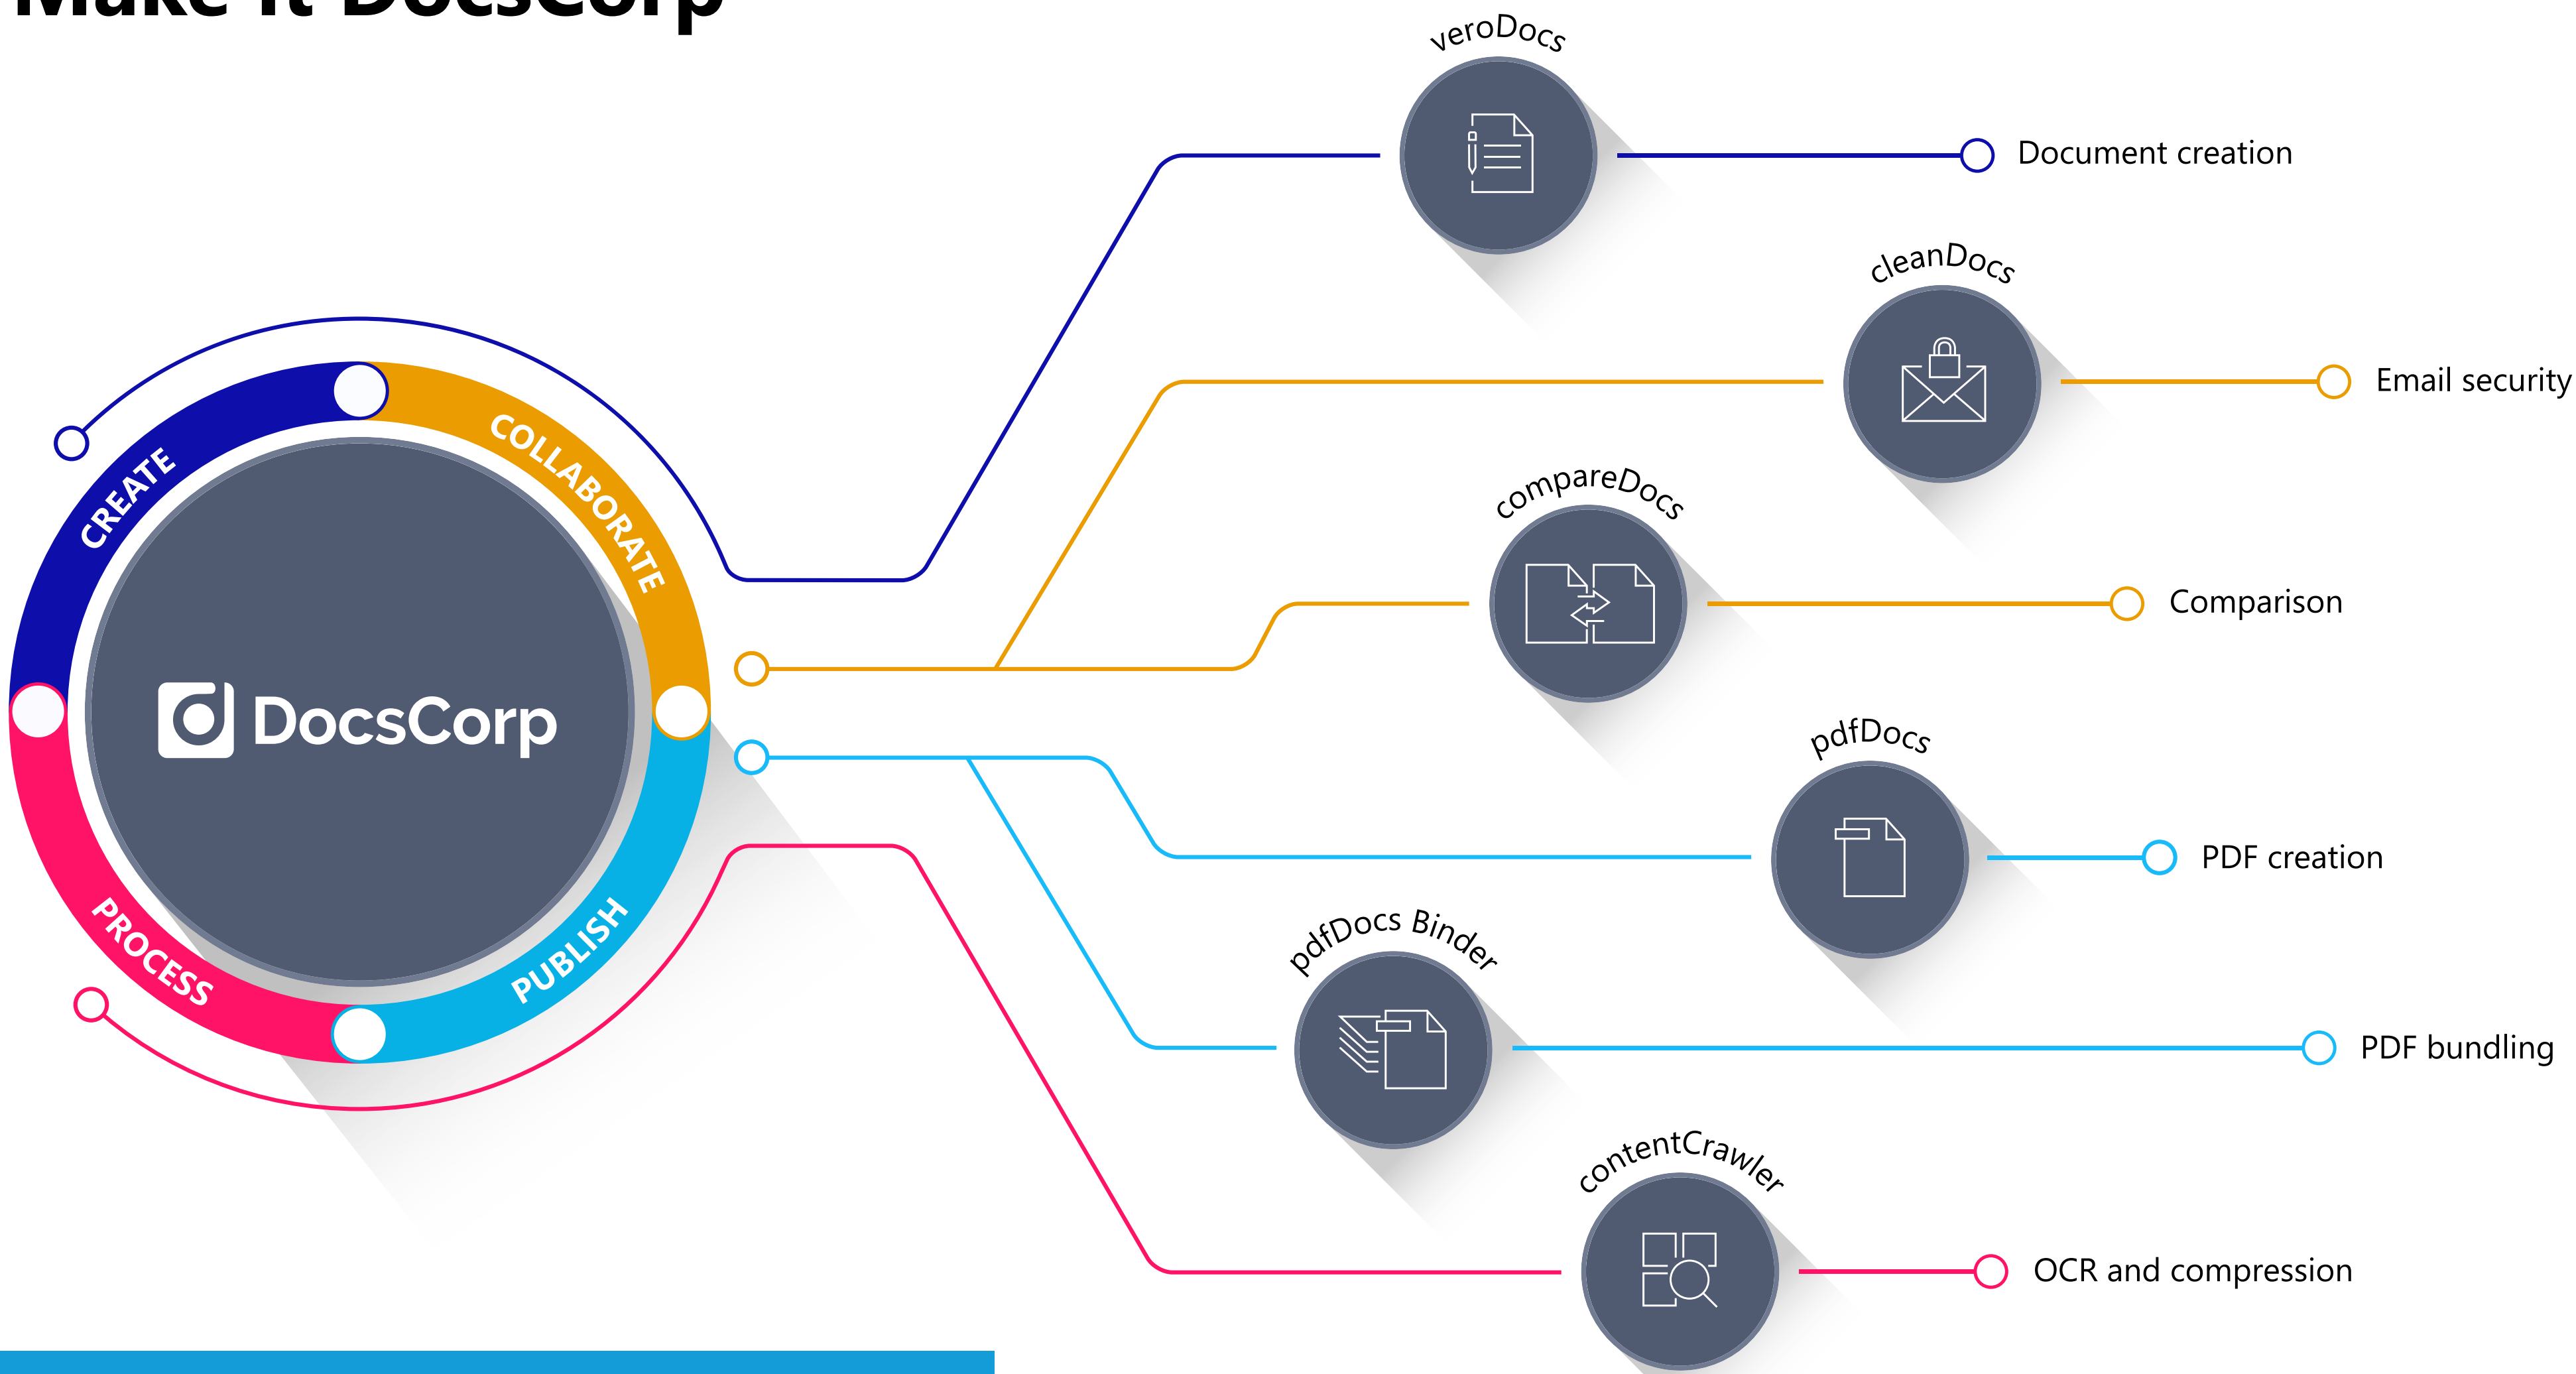 Make it DocsCorp
veroDocs
Document creation
cleanDocs
Email security
compareDocs
Comparison
CREATE
COLLABORATE
DocsCorp
PROCESS
PUBLISH
pdfDocs
PDF creation
pdfDocs Binder
PDF bundling
contentCrawler
OCR and compression